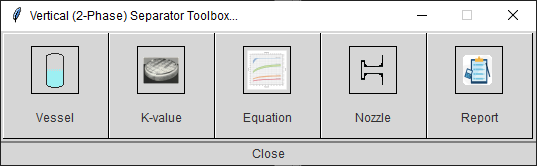 Vertical (2-Phase) Separator Toolbox...
Vessel
K-value
Equation
Nozzle
Report
Close